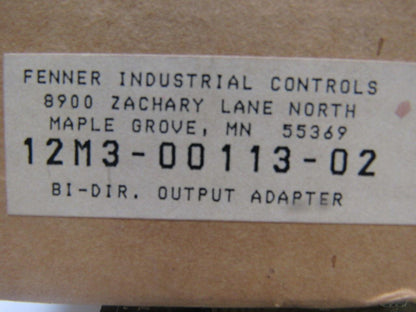 FENNER INDUSTRIAL CONTROLS
8900 ZACHARY LANE NORTH
MAPLE GROVE, MN 55369
12M3-00113-02
BI-DIR. OUTPUT ADAPTER